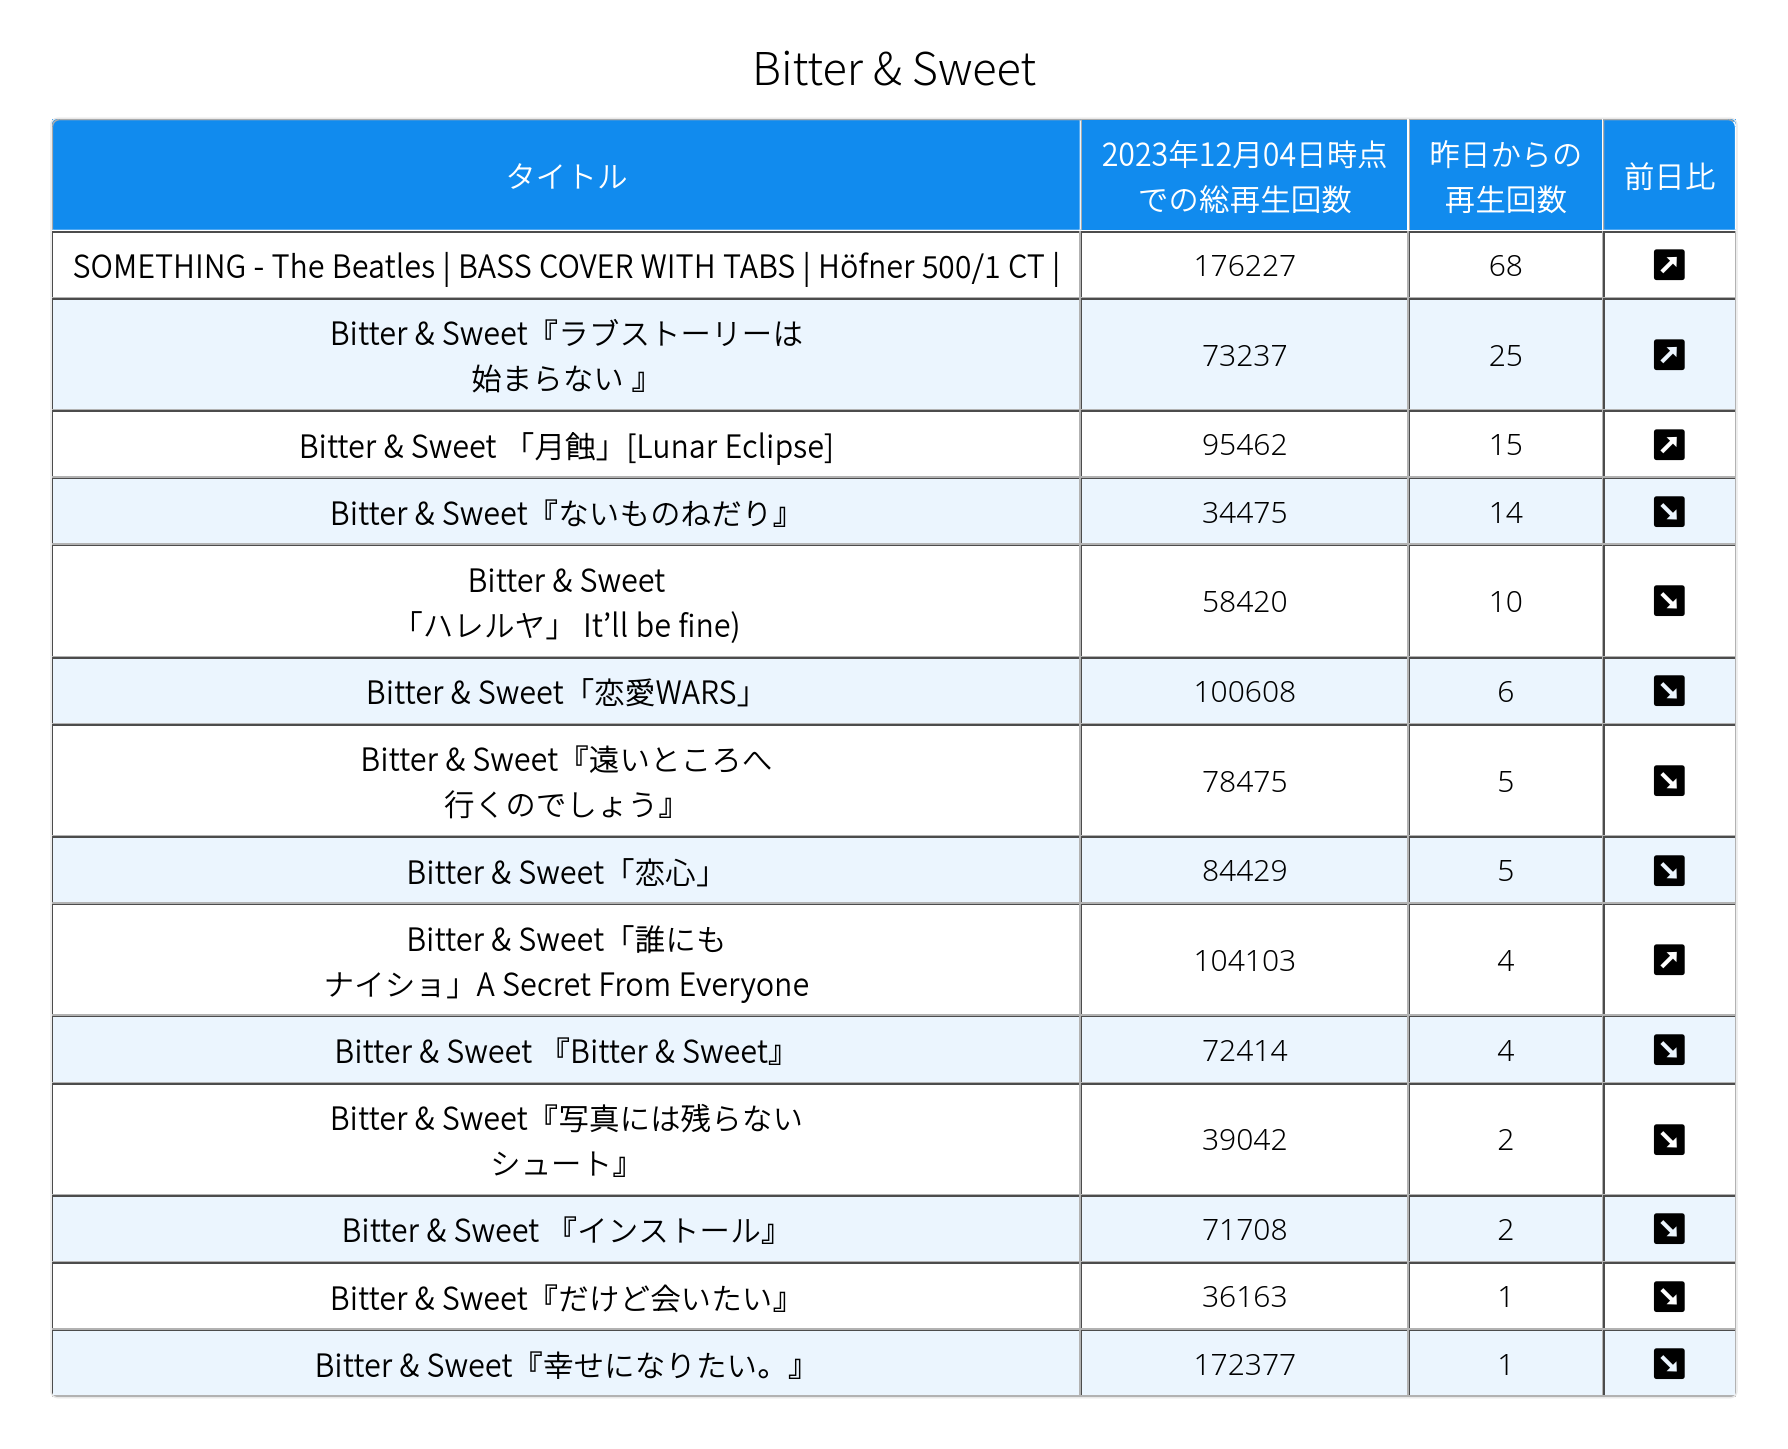 Bitter & Sweet
タイトル
2023年12月04日時点
での総再生回数
昨日からの
再生回数
前日比
SOMETHING - The Beatles | BASS COVER WITH TABS | Höfner 500/1 CT |
176227
68
Bitter & Sweet『ラブストーリーは
始まらない 』
73237
25
Bitter & Sweet 「月蝕」[Lunar Eclipse]
95462
15
Bitter & Sweet『ないものねだり』
34475
14
Bitter & Sweet
「ハレルヤ」 It’ll be fine)
58420
10
Bitter & Sweet「恋愛WARS」
100608
6
Bitter & Sweet『遠いところへ
行くのでしょう』
78475
5
Bitter & Sweet「恋心」
84429
5
Bitter & Sweet「誰にも
ナイショ」A Secret From Everyone
104103
4
Bitter & Sweet 『Bitter & Sweet』
72414
4
Bitter & Sweet『写真には残らない
シュート』
39042
2
Bitter & Sweet 『インストール』
71708
2
Bitter & Sweet『だけど会いたい』
36163
1
Bitter & Sweet『幸せになりたい。』
172377
1